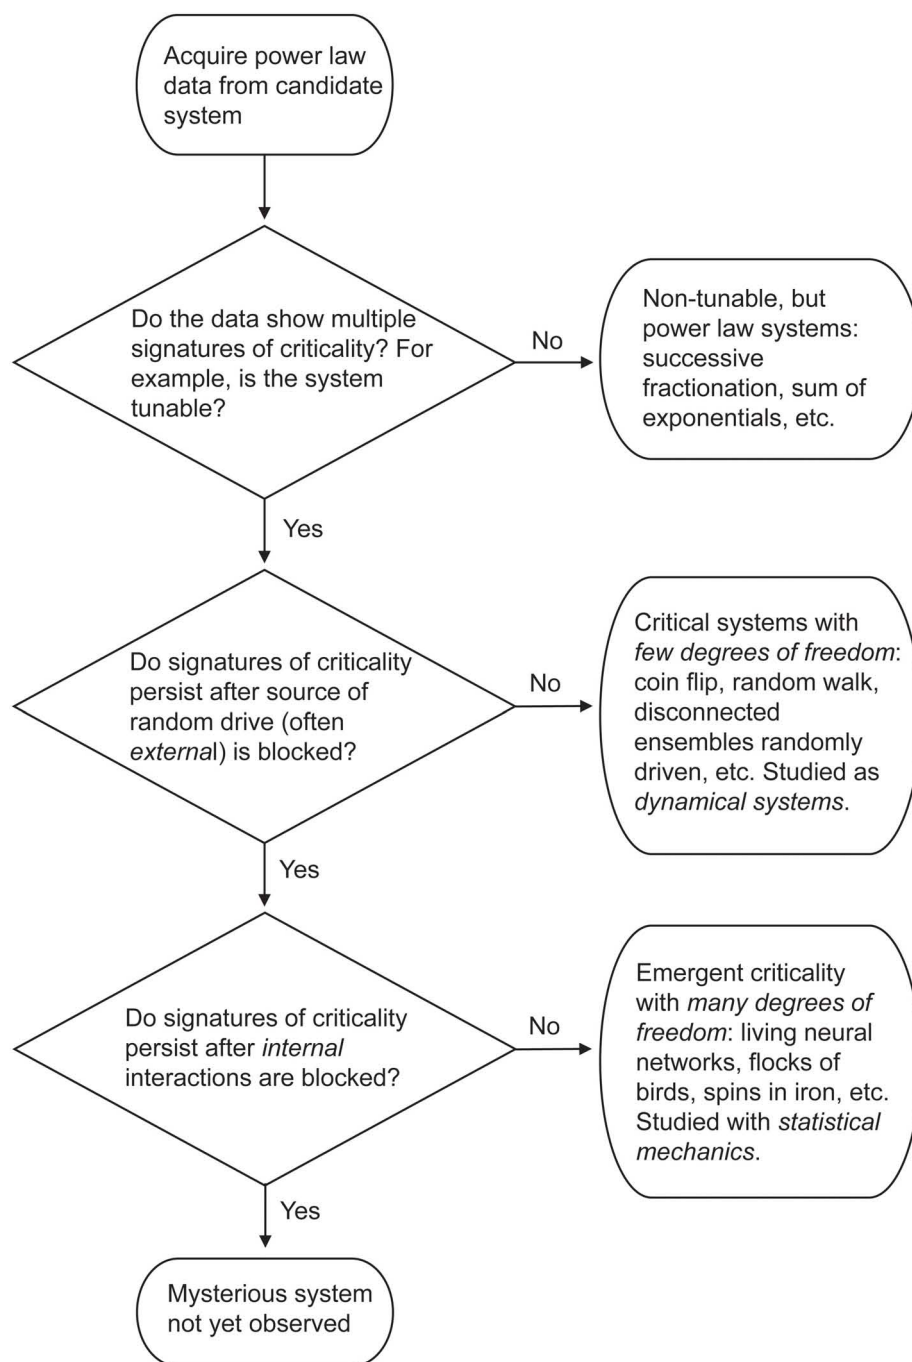 Acquire power law
data from candidate
system
Do the data show multiple
signatures of criticality? For
example, is the system
tunable?
No
Non-tunable, but
power law systems:
successive
fractionation, sum of
exponentials, etc.
Yes
Do signatures of criticality
persist after source of
random drive (often
external) is blocked?
No
Critical systems with
few degrees of freedom:
coin flip, random walk,
disconnected
ensembles randomly
driven, etc. Studied as
dynamical systems.
Yes
Do signatures of criticality
persist after internal
interactions are blocked?
No
Emergent criticality
with many degrees of
freedom: living neural
networks, flocks of
birds, spins in iron, etc.
Studied with statistical
mechanics.
Yes
Mysterious system
not yet observed